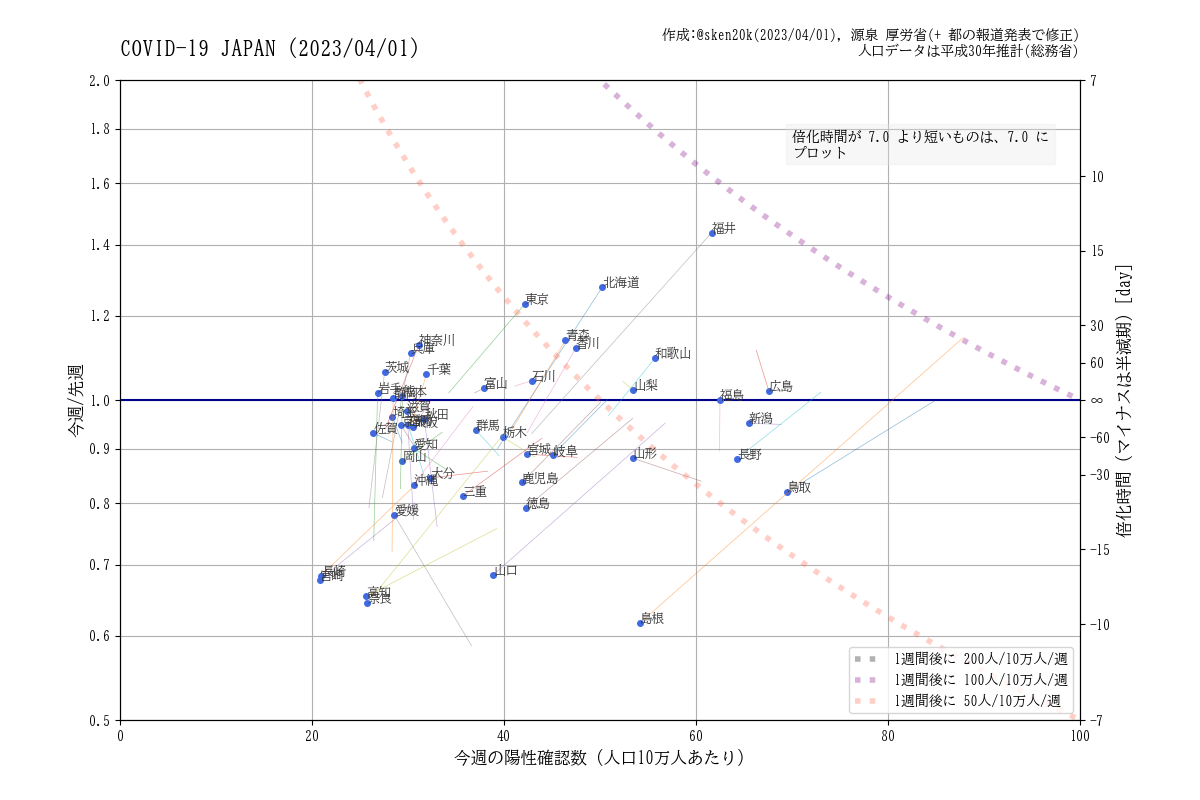 COVID-19 JAPAN (2023/04/01)
作成:@sken20k(2023/04/01), 源泉 厚労省(+ 都の報道発表で修正)
人口データは平成30年推計(総務省)
倍化時間が 7.0 より短いものは、7.0 に
プロット
2.0
1.8
1.6
1.4
1.2
1.0
0.9
0.8
0.7
0.6
0.5
今週/先週
7
10
15
30
60
∞
-60
-30
-15
-10
-7
倍化時間 (マイナスは半減期) [day]
福井
北海道
東京
青森
香川
神奈川
兵庫
和歌山
茨城
千葉
石川
富山
山梨
岩手
熊本
広島
福島
滋賀
埼玉
秋田
新潟
佐賀
群馬
栃木
愛知
宮城
岐阜
岡山
山形
長野
大分
沖縄
鹿児島
三重
鳥取
徳島
愛媛
長崎
宮崎
山口
高知
奈良
島根
1週間後に 200人/10万人/週
1週間後に 100人/10万人/週
1週間後に 50人/10万人/週
0
20
40
60
80
100
今週の陽性確認数 (人口10万人あたり)